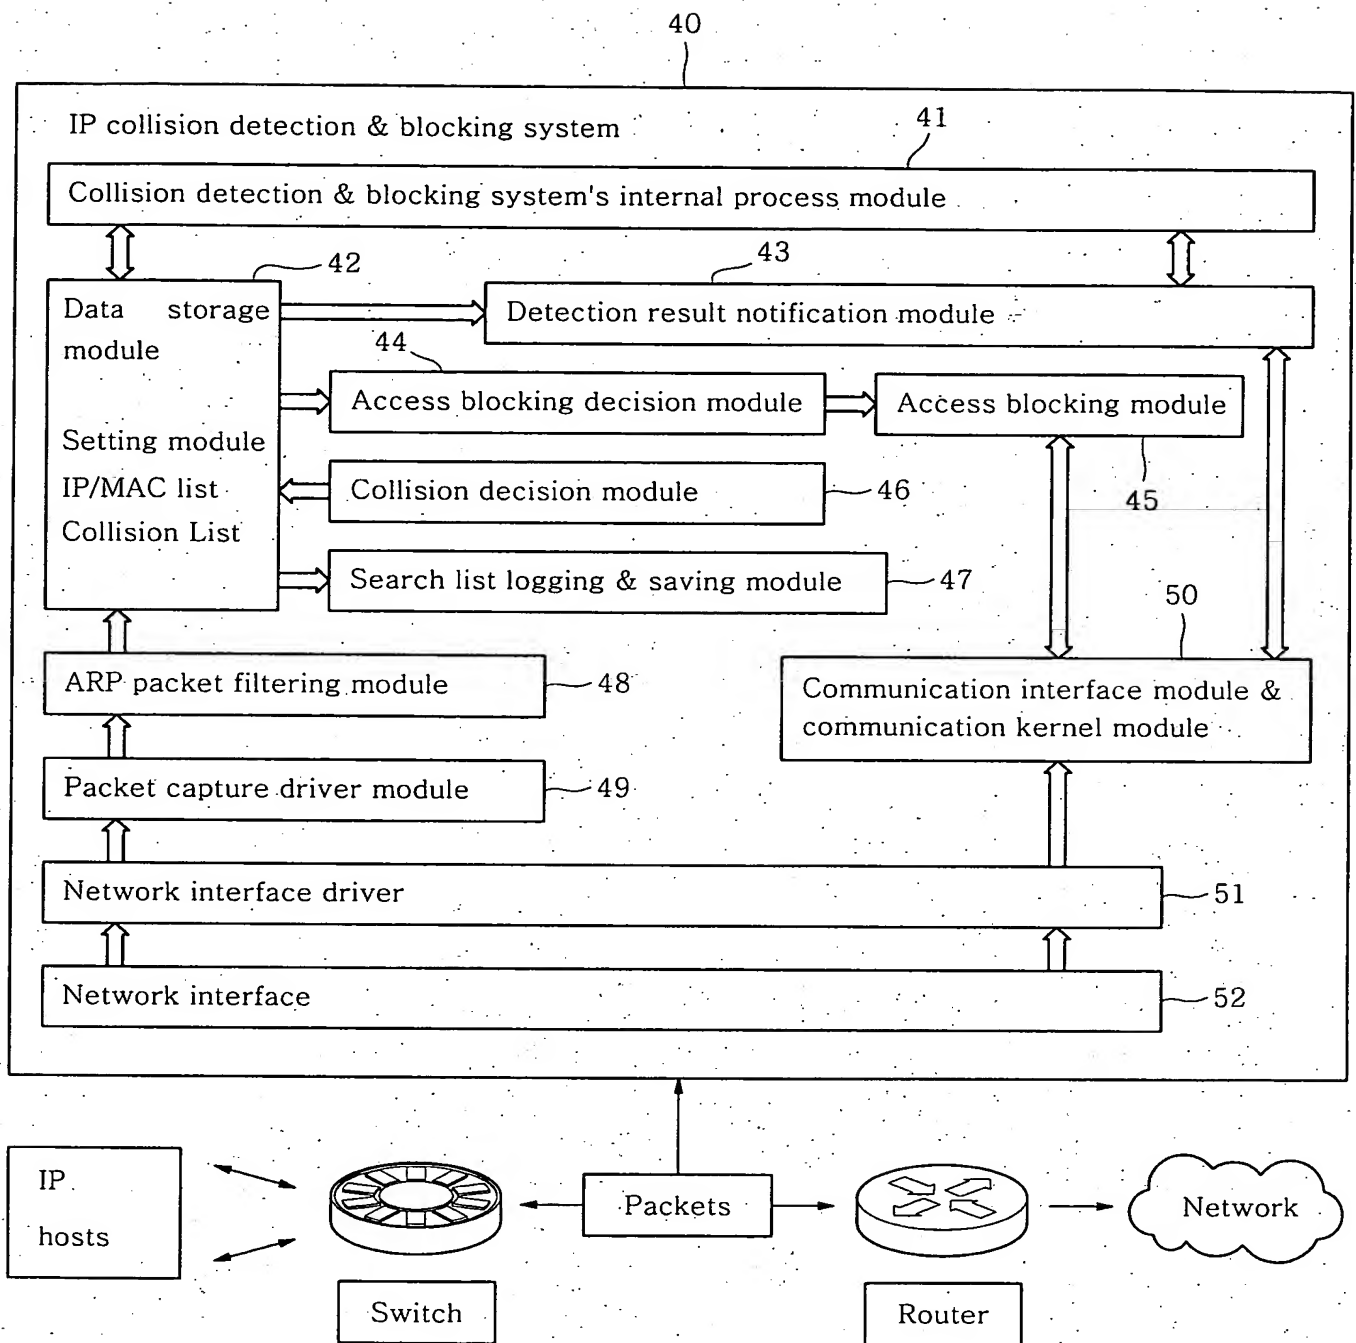 40
IP collision detection & blocking system
41
Collision detection & blocking system's internal process module
42
43
Data storage
module
Detection result notification module
44
Access blocking decision module
Access blocking module
Setting module
IP/MAC list
Collision List
Collision decision module
46
45
Search list logging & saving module
47
50
ARP packet filtering module
48
Communication interface module &
communication kernel module
Packet capture driver module
49
Network interface driver
51
Network interface
52
IP
hosts
Packets
Network
Switch
Router